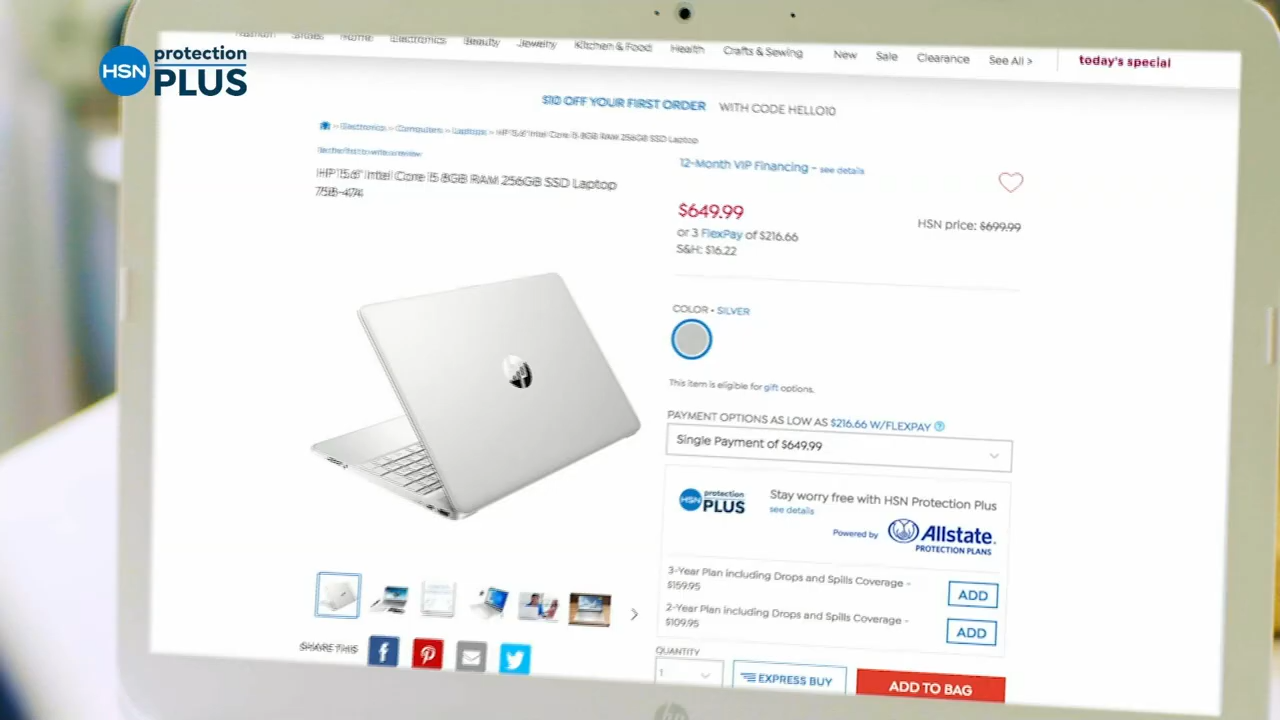 HSN protection PLUS
Fashion Shoes Home Electronics Beauty Jewelry Kitchen & Food Health Crafts & Sewing New Sale Clearance See All > today's special
$10 OFF YOUR FIRST ORDER WITH CODE HELLO10
> Electronics > Computers > Laptops > HP 15.6" Intel Core i5 8GB RAM 256GB SSD Laptop
Be the first to write a review
12-Month VIP Financing - see details
HP 15.6" Intel Core i5 8GB RAM 256GB SSD Laptop
758-474
$649.99
HSN price: $699.99
or 3 FlexPay of $216.66
S&H: $16.22
COLOR • SILVER
This item is eligible for gift options.
PAYMENT OPTIONS AS LOW AS $216.66 W/FLEXPAY ?
Single Payment of $649.99
HSN protection PLUS
Stay worry free with HSN Protection Plus
see details
Powered by Allstate.
PROTECTION PLANS
3-Year Plan including Drops and Spills Coverage -
$159.95
ADD
2-Year Plan including Drops and Spills Coverage -
$109.95
ADD
SHARE THIS
QUANTITY
1
EXPRESS BUY
ADD TO BAG
hp